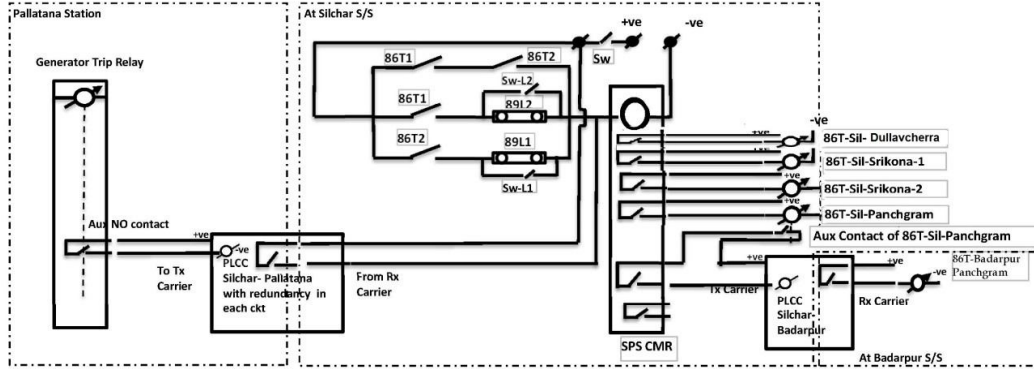 Pallatana Station
At Silchar S/S
Generator Trip Relay
+ve
-ve
Sw
86T1
86T2
Sw-L2
86T1
89L2
86T2
89L1
Sw-L1
+ve
-ve
86T-Sil- Dullavcherra
+ve
86T-Sil-Srikona-1
+ve
86T-Sil-Srikona-2
+ve
86T-Sil-Panchgram
Aux Contact of 86T-Sil-Panchgram
Aux NO contact
+ve
-ve
PLCC
Silchar- Pallatana
with redundancy in
each ckt
To Tx
Carrier
From Rx
Carrier
+ve
+ve
86T-Badarpur
Panchgram
-ve
Tx Carrier
PLCC
Silchar-
Badarpur
Rx Carrier
SPS CMR
At Badarpur S/S